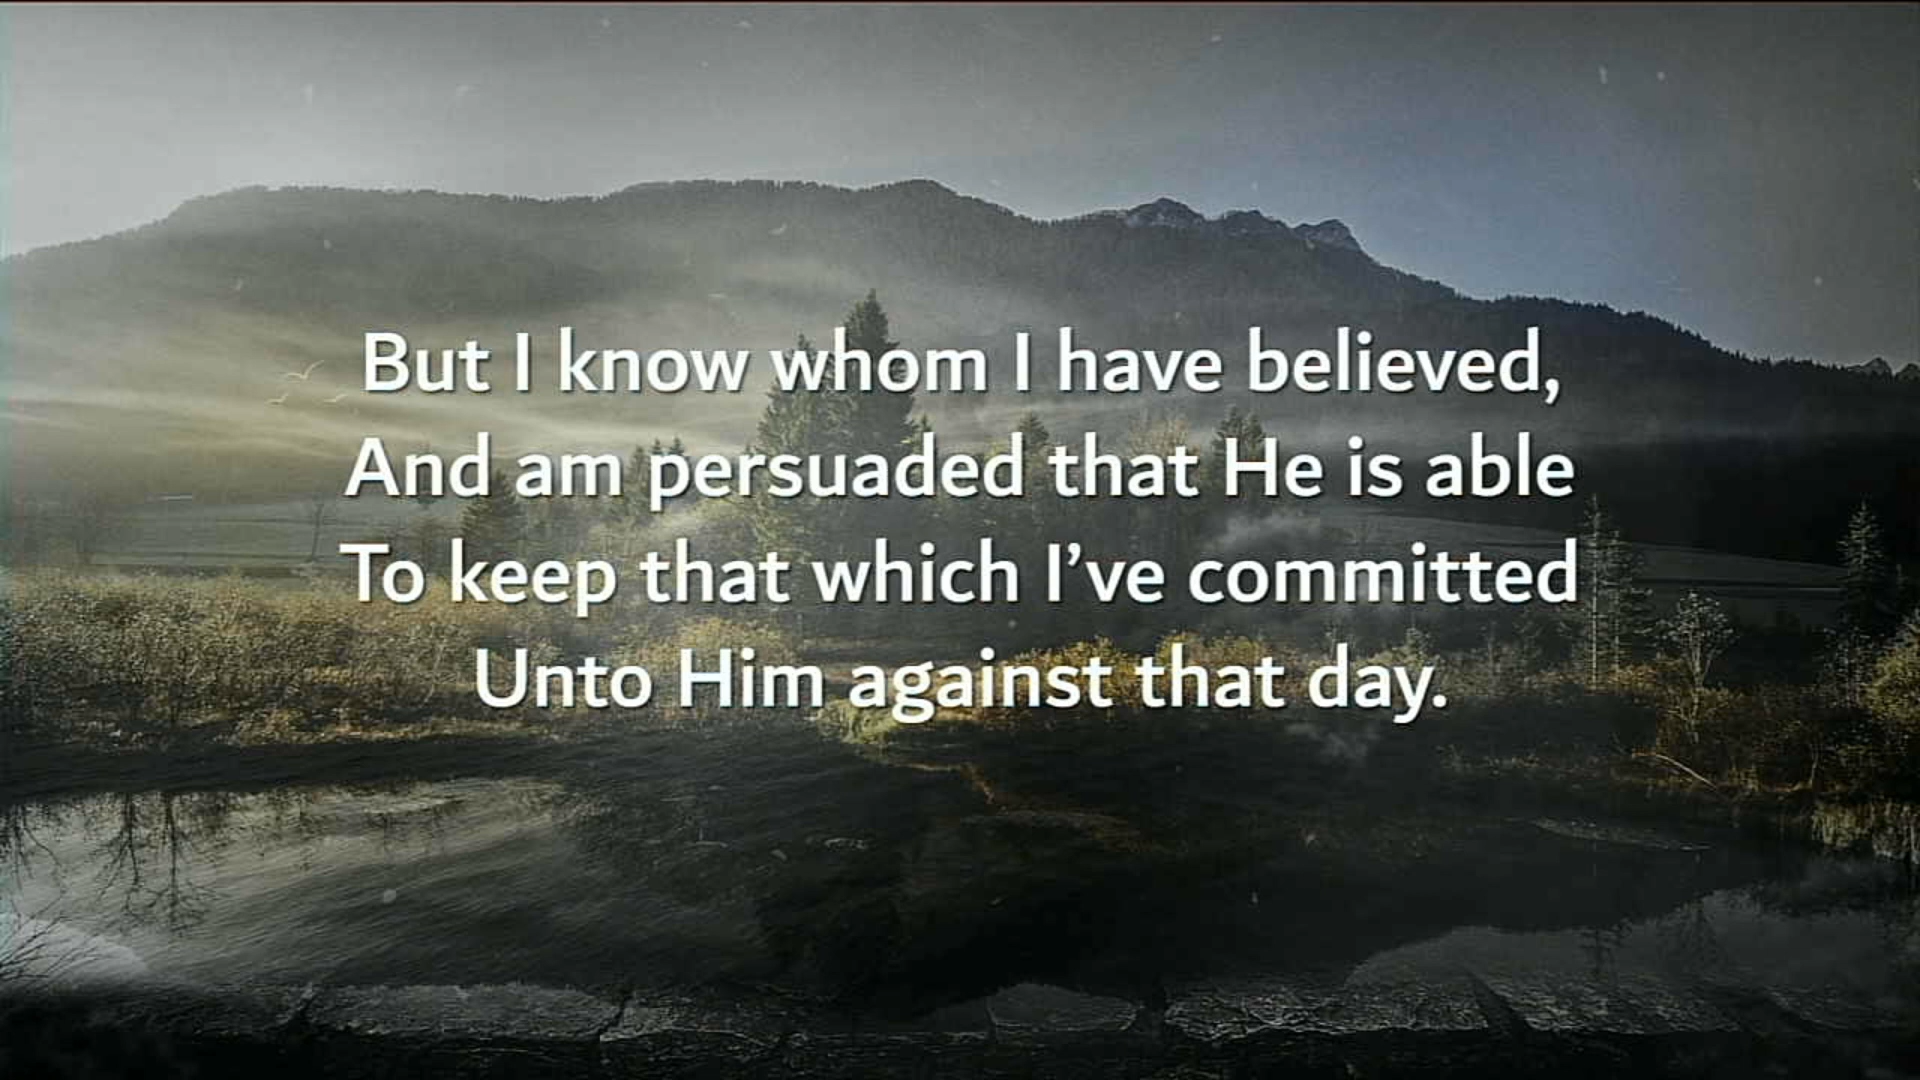 But I know whom I have believed,
And am persuaded that He is able
To keep that which I’ve committed
Unto Him against that day.